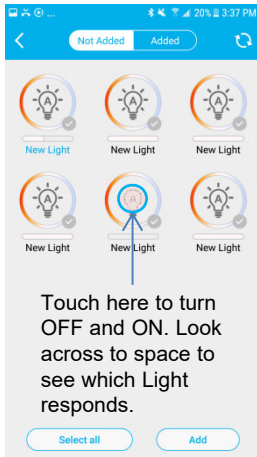 20% 3:37 PM
Not Added Added
A A A
New Light New Light New Light
A A A
New Light New Light New Light
Touch here to turn
OFF and ON. Look
across to space to
see which Light
responds.
Select all Add